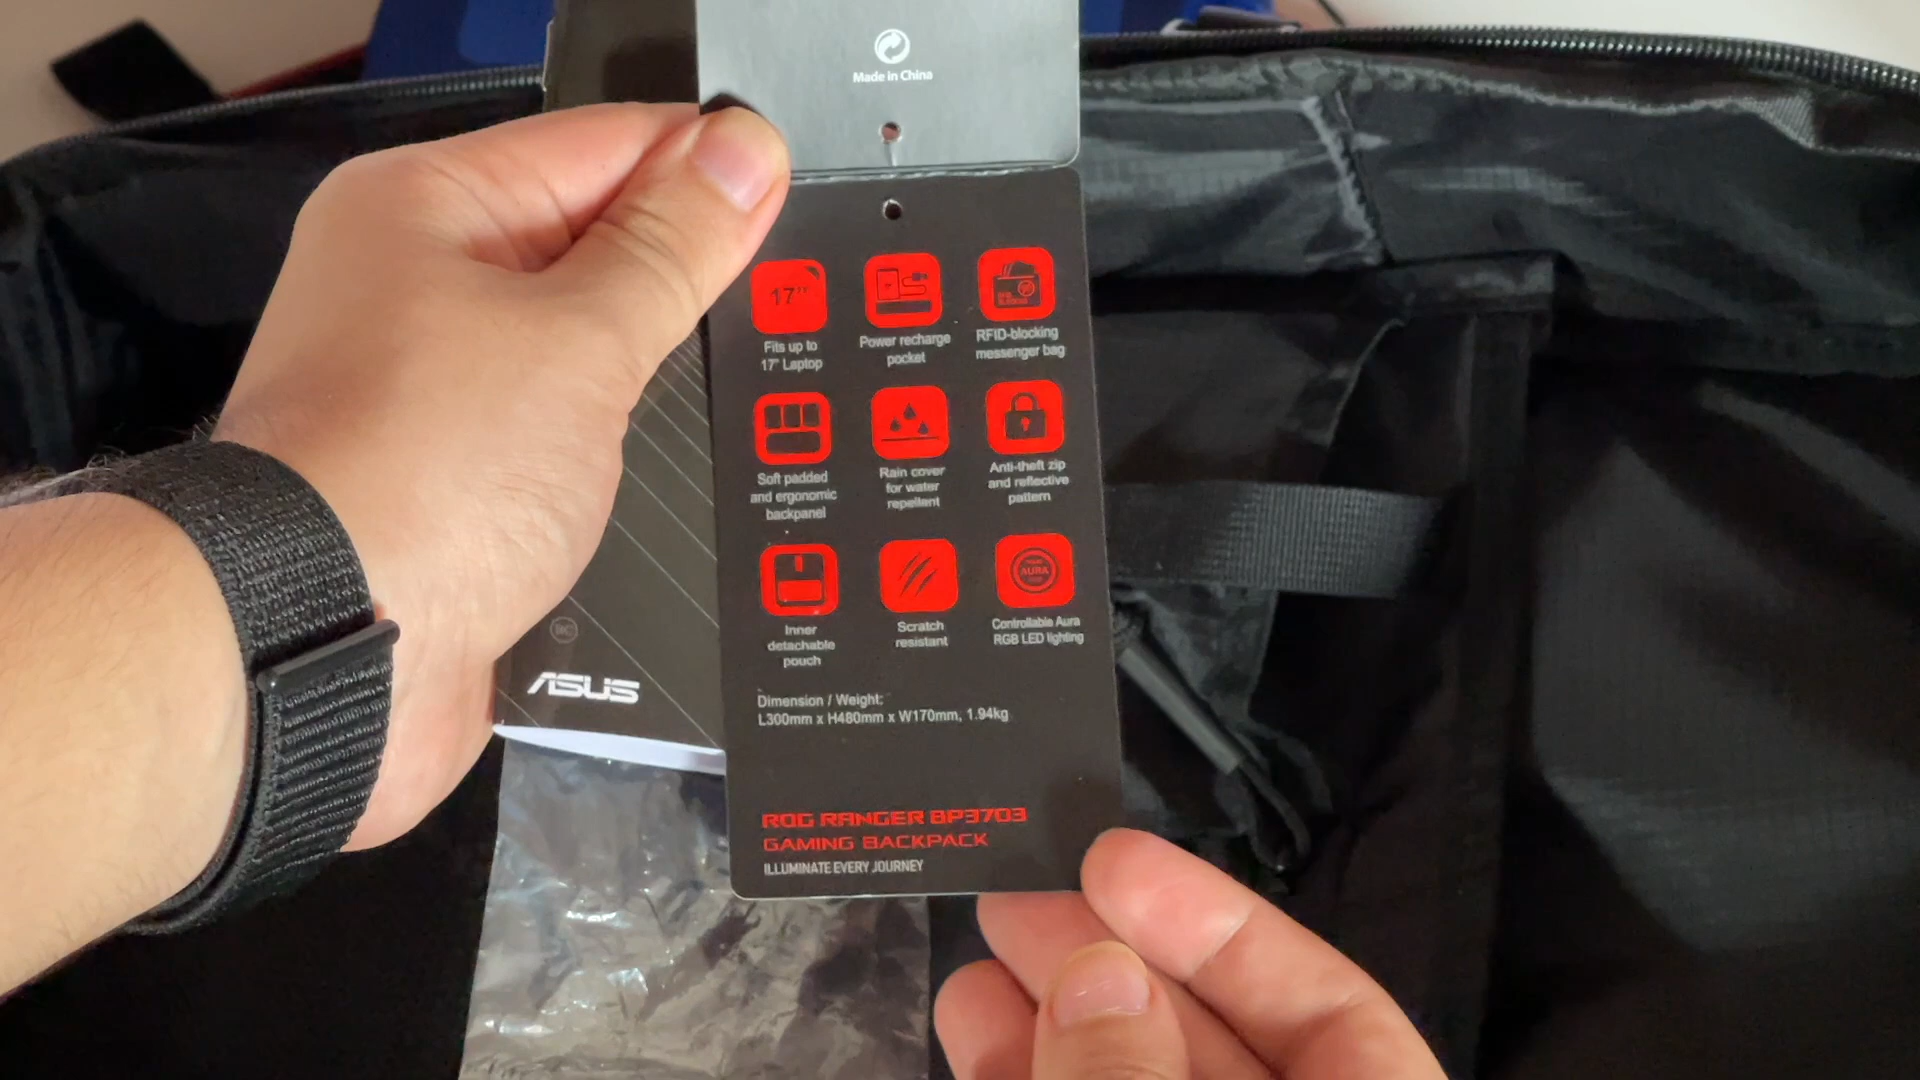 Made in China
17"
Fits up to
17" Laptop
Power recharge
pocket
RFID-blocking
messenger bag
Soft padded
and ergonomic
backpanel
Rain cover
for water
repellent
Anti-theft zip
and reflective
pattern
Inner
detachable
pouch
Scratch
resistant
AURA
Controllable Aura
RGB LED lighting
Dimension / Weight:
L300mm x H480mm x W170mm, 1.94kg
ROG RANGER BP3703
GAMING BACKPACK
ILLUMINATE EVERY JOURNEY
ASUS